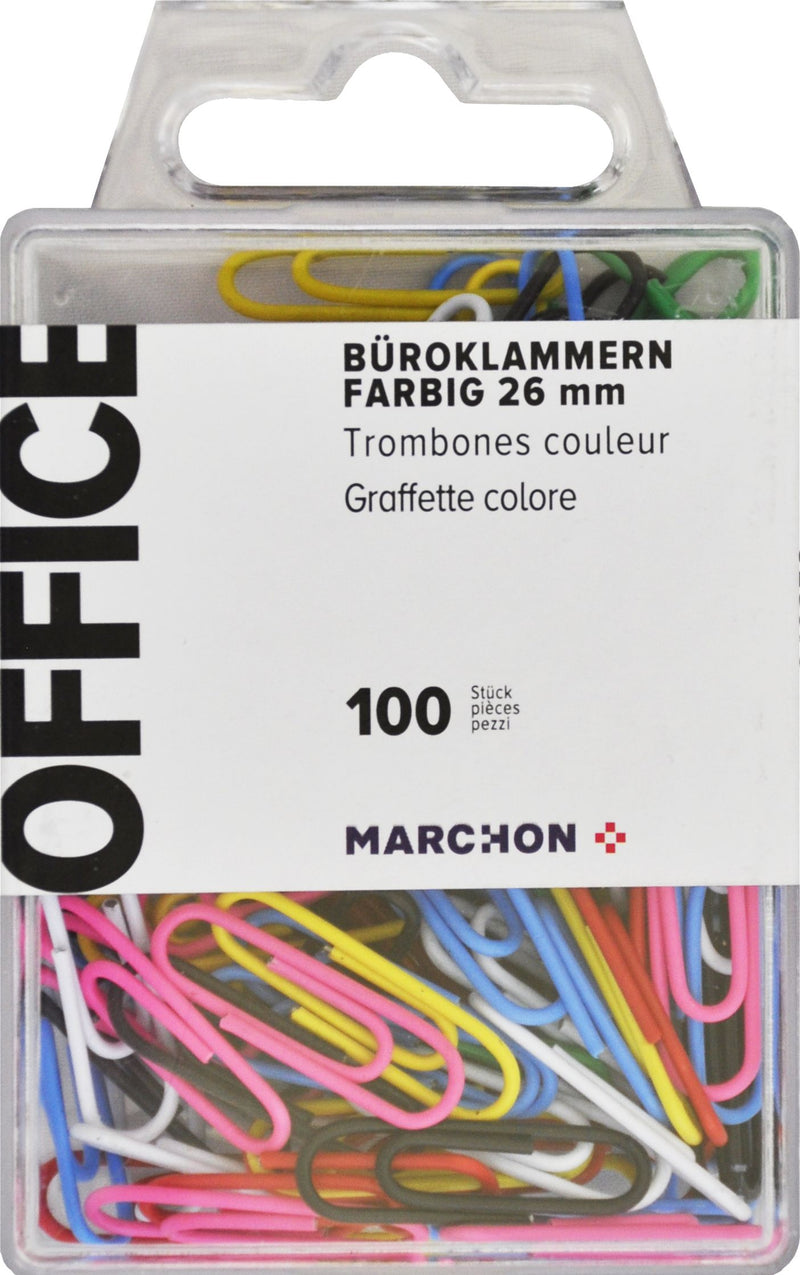 OFFICE
BÜROKLAMMERN
FARBIG 26 mm
Trombones couleur
Graffette colore
100
Stück
pièces
pezzi
MARCHON